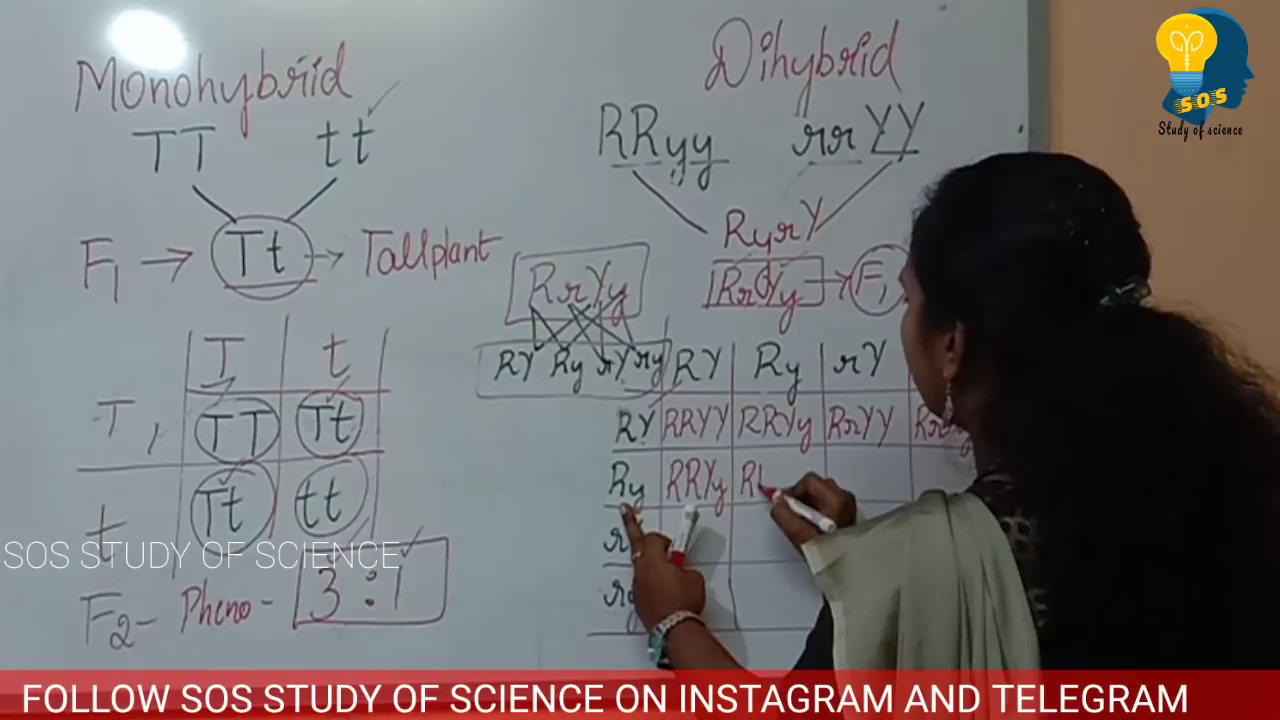 Monohybriid
TT tt
F1 → Tt → Tallplant
T t
T, TT Tt
t Tt tt
F2 - Pheno - 3:1
Dihybrid
RRyy rrYY
RyrY
RrYy → F1
RrYy
RY Ry rY ry
RY Ry rY
RY RRYY RRYy RrYY
Ry RRYy
SOS
Study of science
SOS STUDY OF SCIENCE
FOLLOW SOS STUDY OF SCIENCE ON INSTAGRAM AND TELEGRAM